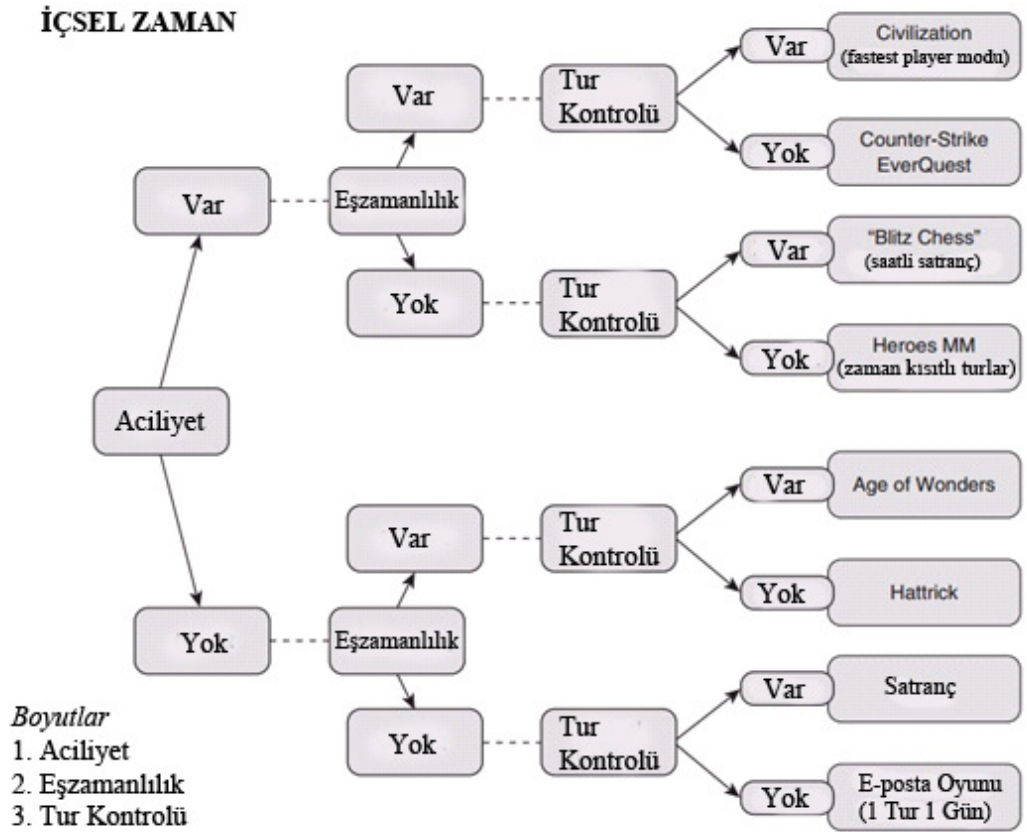 İÇSEL ZAMAN
Var
Civilization
(fastest player modu)
Var
Tur
Kontrolü
Yok
Counter-Strike
EverQuest
Var
Eşzamanlılık
Var
"Blitz Chess"
(saatli satranç)
Yok
Tur
Kontrolü
Yok
Heroes MM
(zaman kısıtlı turlar)
Aciliyet
Var
Age of Wonders
Var
Tur
Kontrolü
Yok
Hattrick
Yok
Eşzamanlılık
Var
Satranç
Yok
Tur
Kontrolü
Yok
E-posta Oyunu
(1 Tur 1 Gün)
Boyutlar
1. Aciliyet
2. Eşzamanlılık
3. Tur Kontrolü